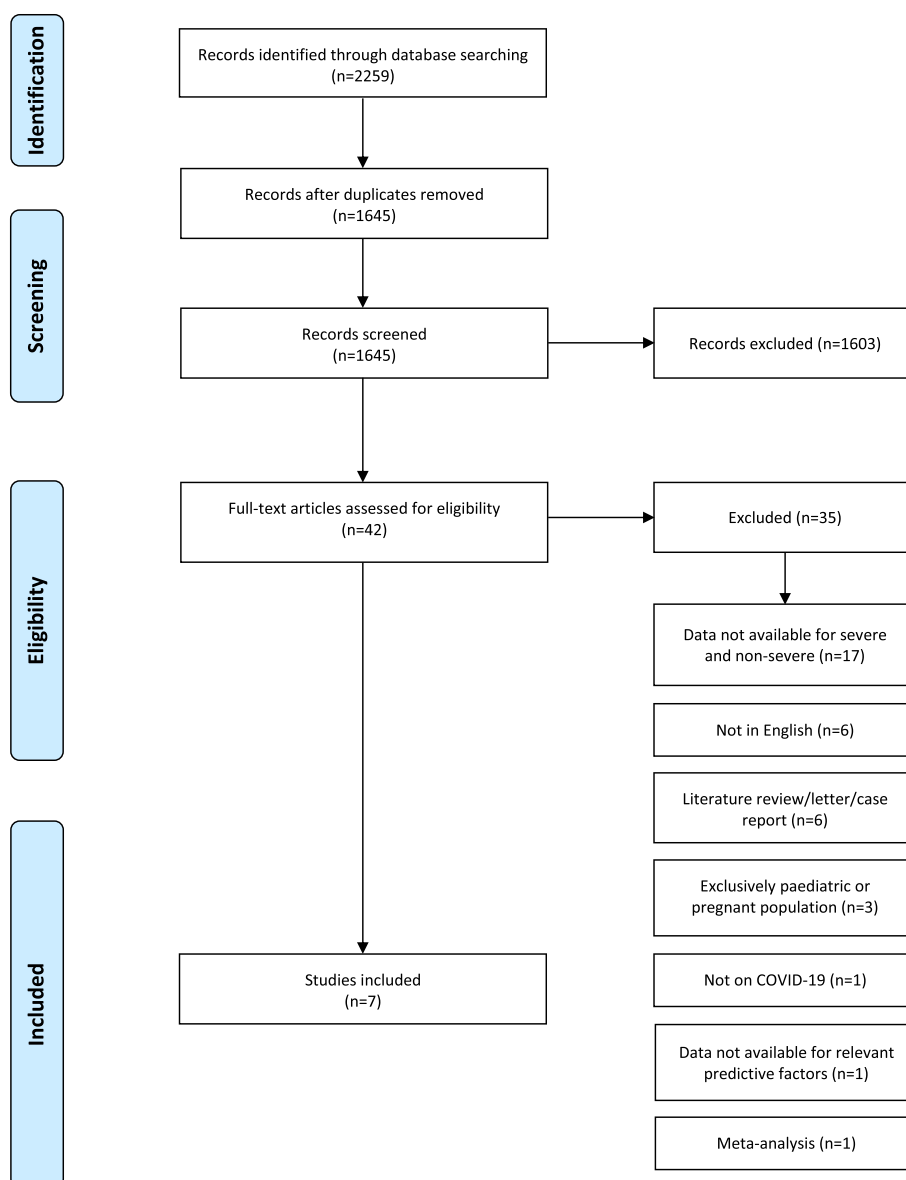 Identification
Records identified through database searching
(n=2259)
Records after duplicates removed
(n=1645)
Screening
Records screened
(n=1645)
Records excluded (n=1603)
Eligibility
Full-text articles assessed for eligibility
(n=42)
Excluded (n=35)
Data not available for severe
and non-severe (n=17)
Not in English (n=6)
Literature review/letter/case
report (n=6)
Exclusively paediatric or
pregnant population (n=3)
Included
Studies included
(n=7)
Not on COVID-19 (n=1)
Data not available for relevant
predictive factors (n=1)
Meta-analysis (n=1)